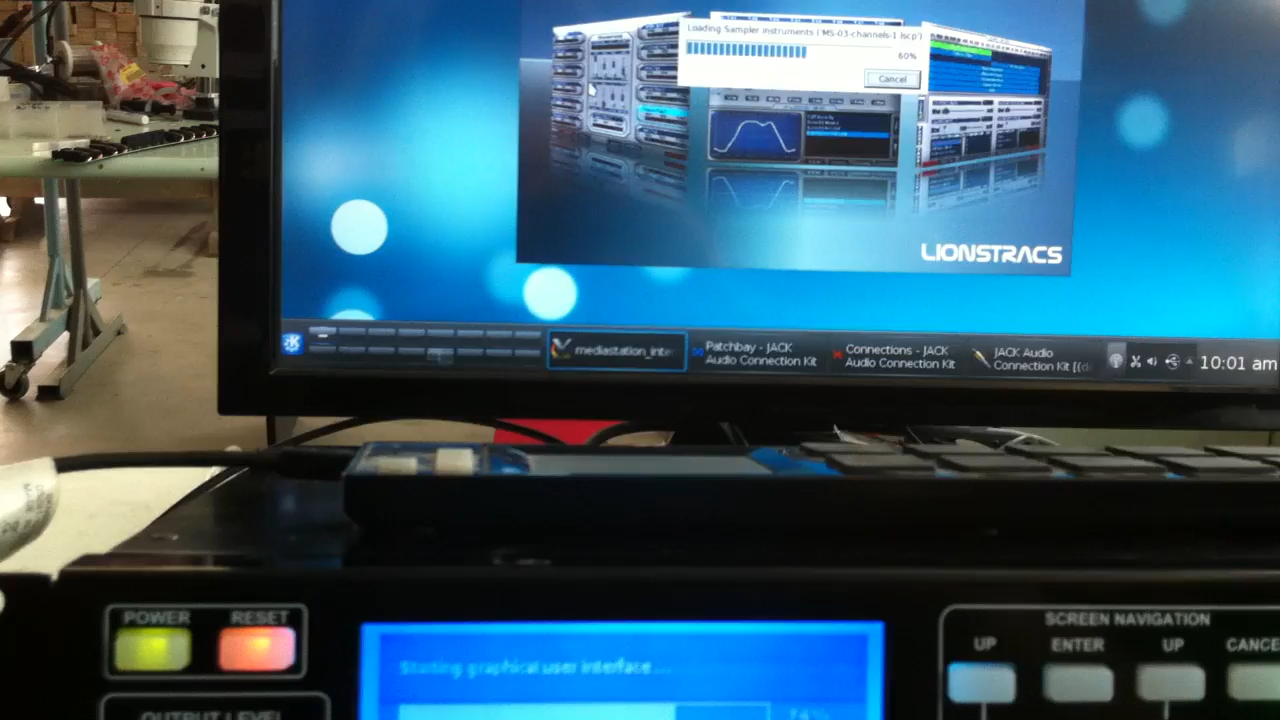 Loading Sampler instruments ('MS-03-channels-1.lscp')
60%
Cancel
LIONSTRACS
mediastation_inte
Patchbay - JACK
Audio Connection Kit
Connections - JACK
Audio Connection Kit
JACK Audio
Connection Kit [(d
10:01 am
POWER
RESET
Starting graphical user interface...
74%
OUTPUT LEVEL
SCREEN NAVIGATION
UP
ENTER
UP
CANCE